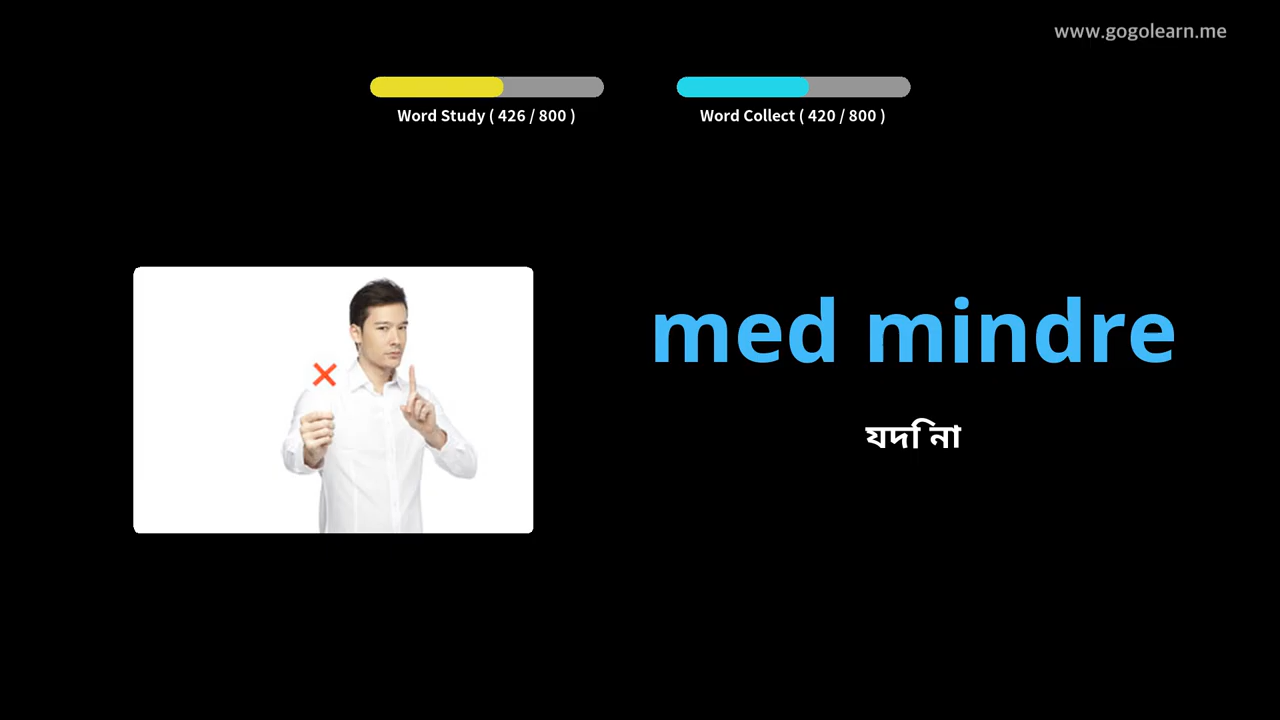 www.gogolearn.me
Word Study ( 426 / 800 )
Word Collect ( 420 / 800 )
med mindre
যদি না